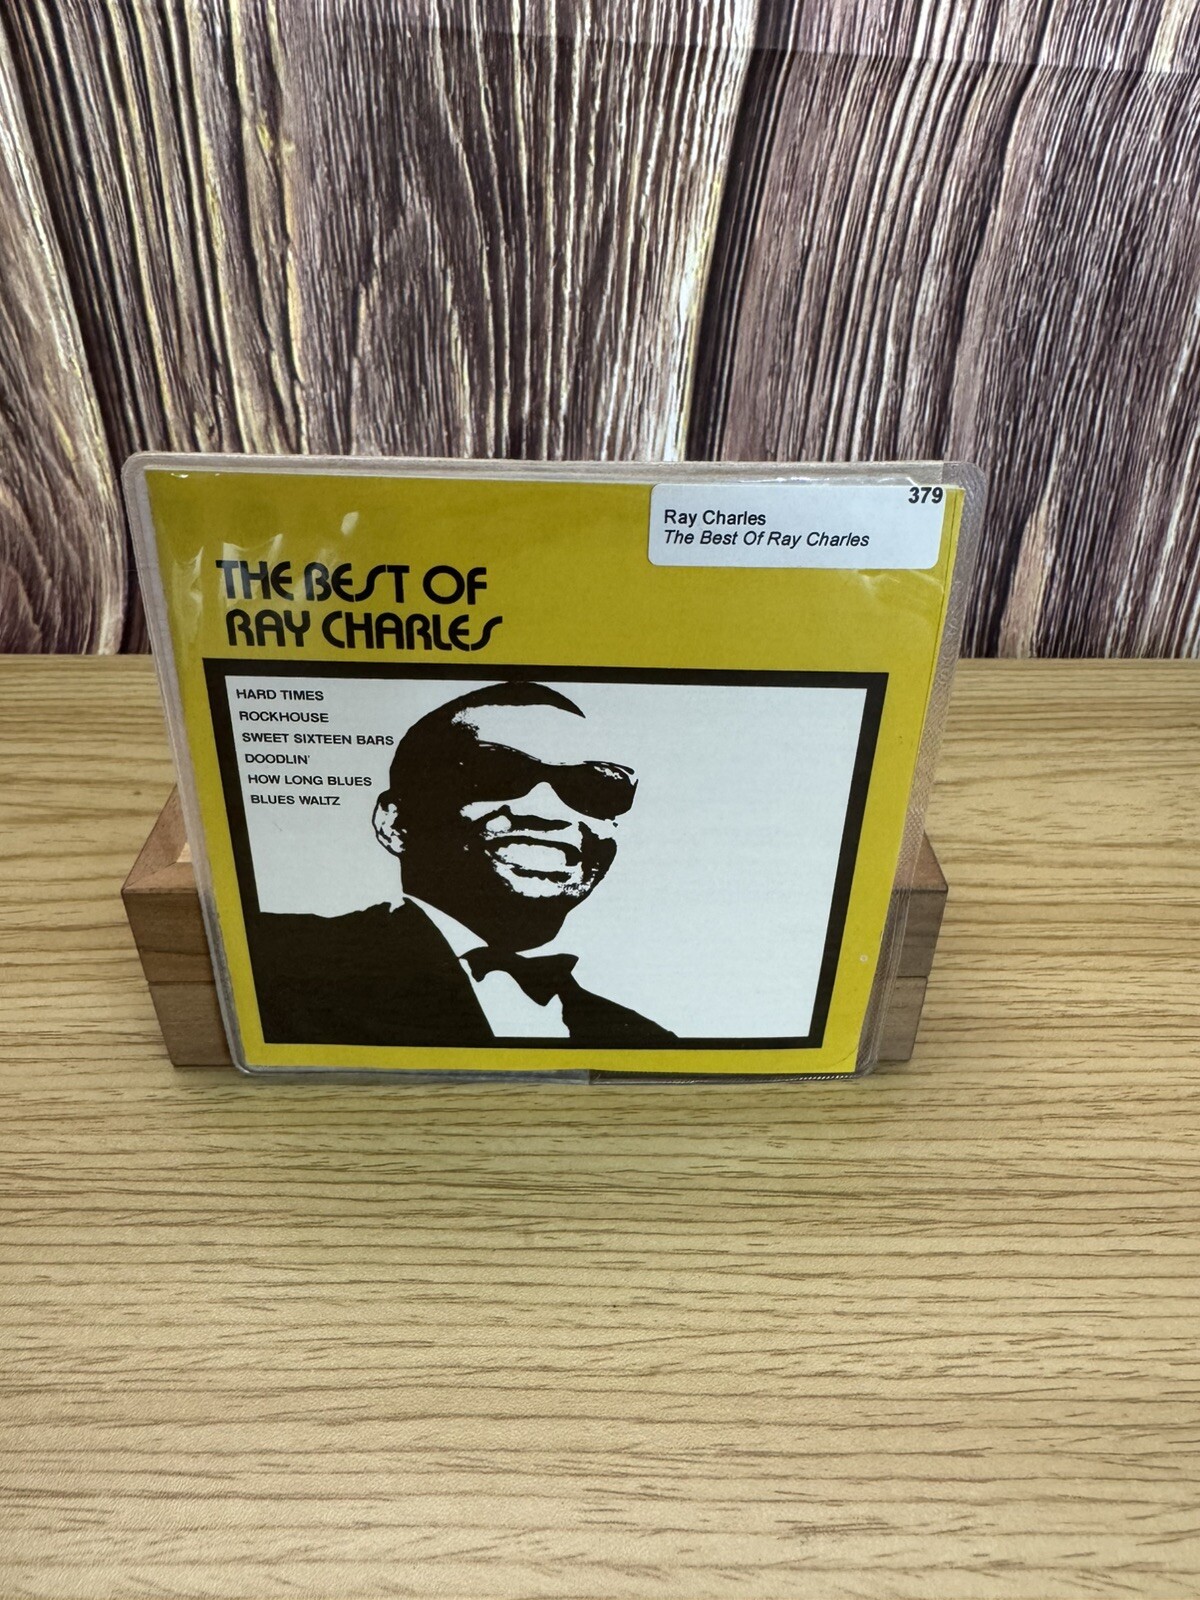 379
Ray Charles
The Best Of Ray Charles
THE BEST OF
RAY CHARLES
HARD TIMES
ROCKHOUSE
SWEET SIXTEEN BARS
DOODLIN'
HOW LONG BLUES
BLUES WALTZ